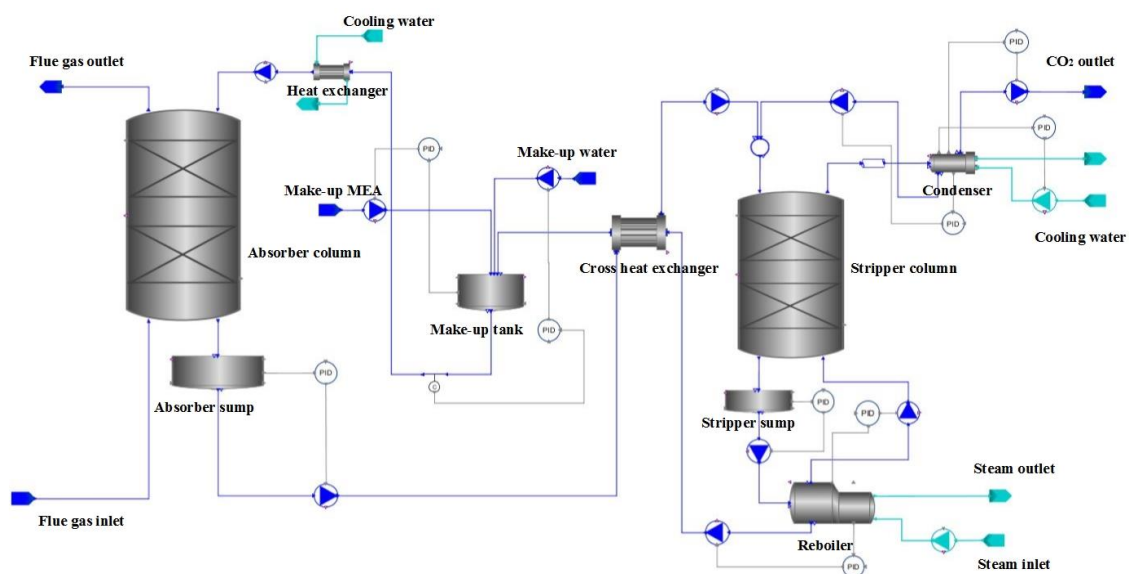 Cooling water
Flue gas outlet
Heat exchanger
PID
CO₂ outlet
PID
Make-up water
PID
Make-up MEA
Condenser
PID
Cooling water
Absorber column
Cross heat exchanger
Stripper column
Make-up tank
PID
PID
C
Absorber sump
Stripper sump
PID
PID
Steam outlet
Flue gas inlet
Reboiler
PID
Steam inlet